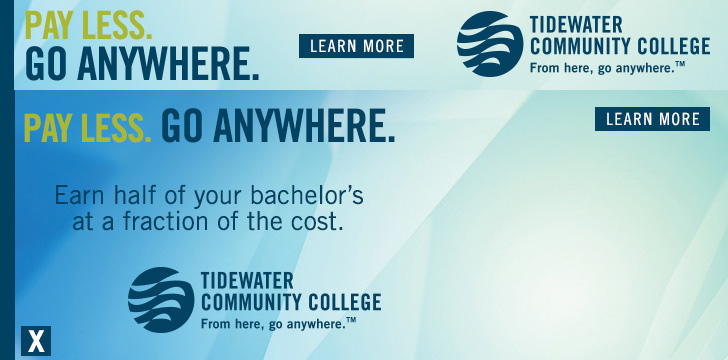 PAY LESS.
GO ANYWHERE.
LEARN MORE
TIDEWATER
COMMUNITY COLLEGE
From here, go anywhere.™
PAY LESS. GO ANYWHERE.
LEARN MORE
Earn half of your bachelor's
at a fraction of the cost.
TIDEWATER
COMMUNITY COLLEGE
From here, go anywhere.™
X